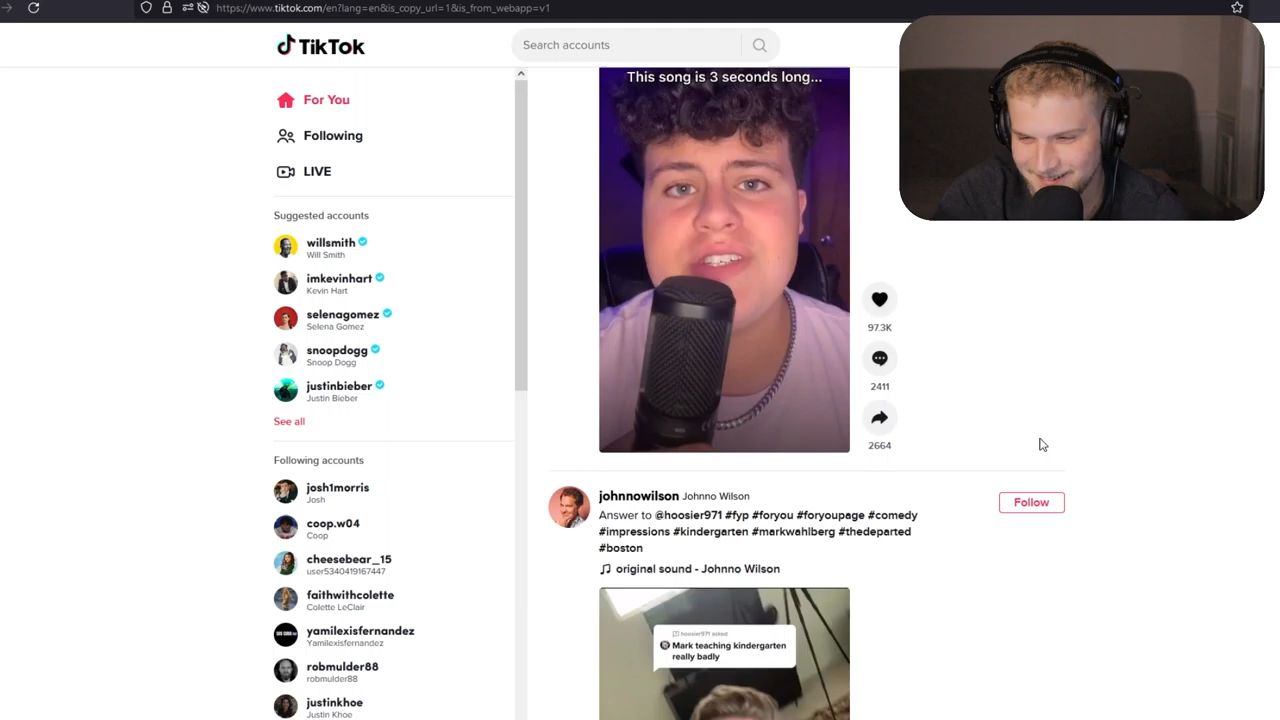 https://www.tiktok.com/en?lang=en&is_copy_url=1&is_from_webapp=v1
TikTok
Search accounts
For You
Following
LIVE
Suggested accounts
willsmith
Will Smith
imkevinhart
Kevin Hart
selenagomez
Selena Gomez
snoopdogg
Snoop Dogg
justinbieber
Justin Bieber
See all
Following accounts
josh1morris
Josh
coop.w04
Coop
cheesebear_15
user5340419167447
faithwithcolette
Colette LeClair
yamilexisfernandez
Yamilexisfernandez
robmulder88
robmulder88
justinkhoe
Justin Khoe
This song is 3 seconds long...
97.3K
2411
2664
johnnowilson Johnno Wilson
Follow
Answer to @hoosier971 #fyp #foryou #foryoupage #comedy
#impressions #kindergarten #markwahlberg #thedeparted
#boston
original sound - Johnno Wilson
hoosier971 asked
Mark teaching kindergarten
really badly